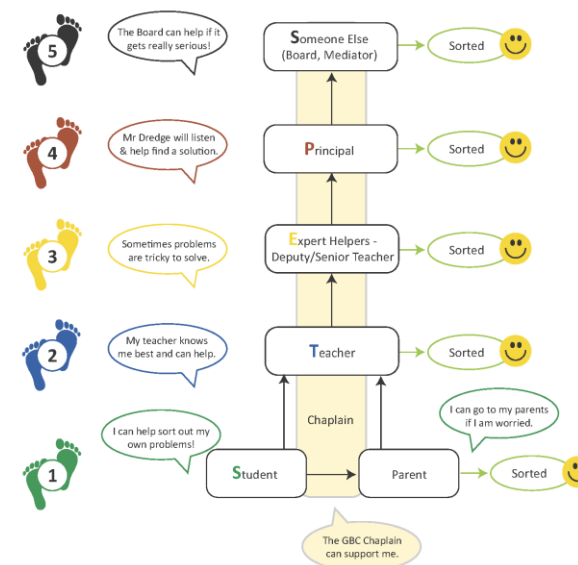 5
The Board can help if it
gets really serious!
Someone Else
(Board, Mediator)
Sorted
4
Mr Dredge will listen
& help find a solution.
Principal
Sorted
3
Sometimes problems
are tricky to solve.
Expert Helpers -
Deputy/Senior Teacher
Sorted
2
My teacher knows
me best and can help.
Teacher
Sorted
Chaplain
I can go to my parents
if I am worried.
I can help sort out my
own problems!
1
Student
Parent
Sorted
The GBC Chaplain
can support me.